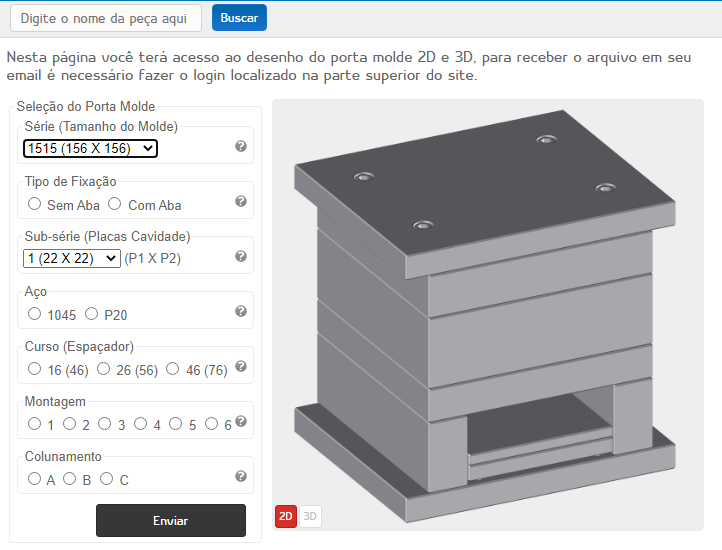 Digite o nome da peça aqui
Buscar
Nesta página você terá acesso ao desenho do porta molde 2D e 3D, para receber o arquivo em seu
email é necessário fazer o login localizado na parte superior do site.
Seleção do Porta Molde
Série (Tamanho do Molde)
1515 (156 X 156) ?
Tipo de Fixação
Sem Aba Com Aba ?
Sub-série (Placas Cavidade)
1 (22 X 22) (P1 X P2) ?
Aço
1045 P20 ?
Curso (Espaçador)
16 (46) 26 (56) 46 (76) ?
Montagem
1 2 3 4 5 6 ?
Colunamento
A B C ?
Enviar
2D 3D